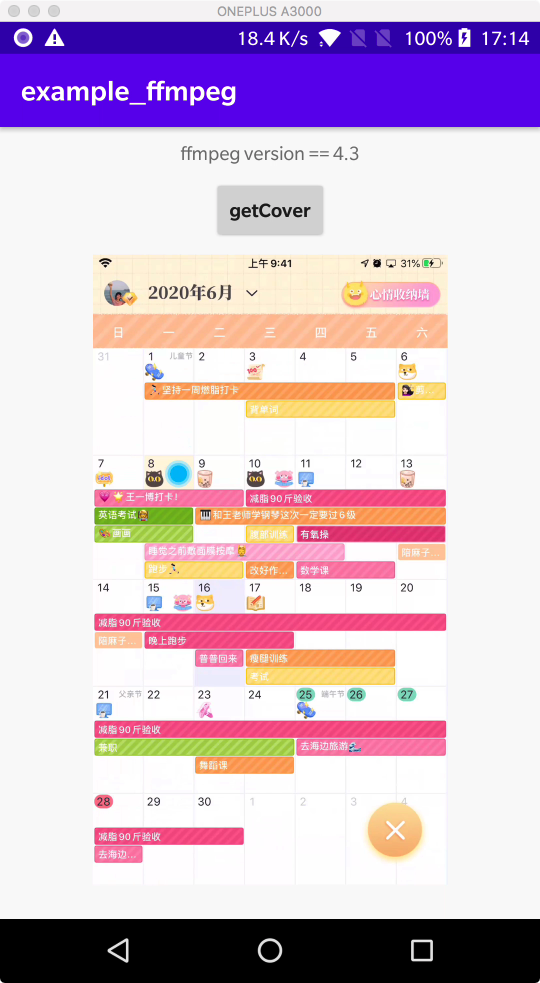 ONEPLUS A3000
18.4 K/s 100% 17:14
example_ffmpeg
ffmpeg version == 4.3
getCover
上午 9:41 31%
2020年6月 心情收纳墙
日 一 二 三 四 五 六
31 1 儿童节 2 3 4 5 6
坚持一周燃脂打卡
背单词
7 8 9 10 11 12 13
王一博打卡! 减脂90斤验收
英语考试 和王老师学钢琴这次一定要过6级
画画 腿部训练 有氧操
睡觉之前敷面膜按摩 陪麻子…
跑步 改好作… 数学课
14 15 16 17 18 19 20
减脂90斤验收
陪麻子… 晚上跑步
普普回来 瘦腿训练
考试
21 父亲节 22 23 24 25 端午节 26 27
减脂90斤验收
兼职 去海边旅游
舞蹈课
28 29 30 1 2 3 4
减脂90斤验收
去海边…